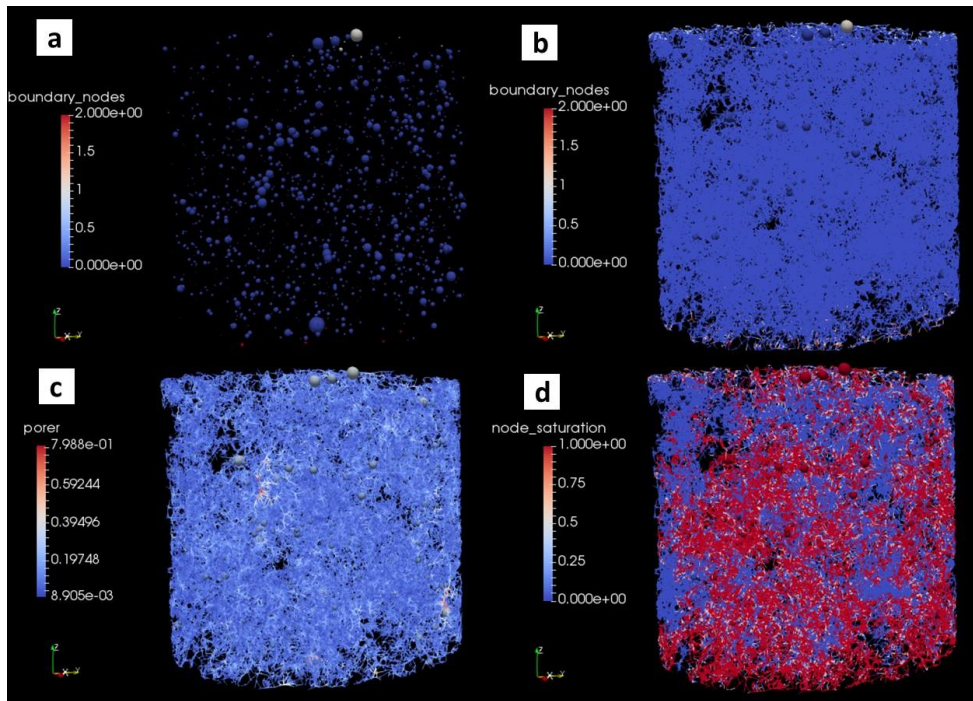 a
boundary_nodes
2.000e+00
1.5
1
0.5
0.000e+00
Z
X Y
b
boundary_nodes
2.000e+00
1.5
1
0.5
0.000e+00
Z
X Y
c
porer
7.988e-01
0.59244
0.39496
0.19748
8.905e-03
Z
X Y
d
node_saturation
1.000e+00
0.75
0.5
0.25
0.000e+00
Z
X Y